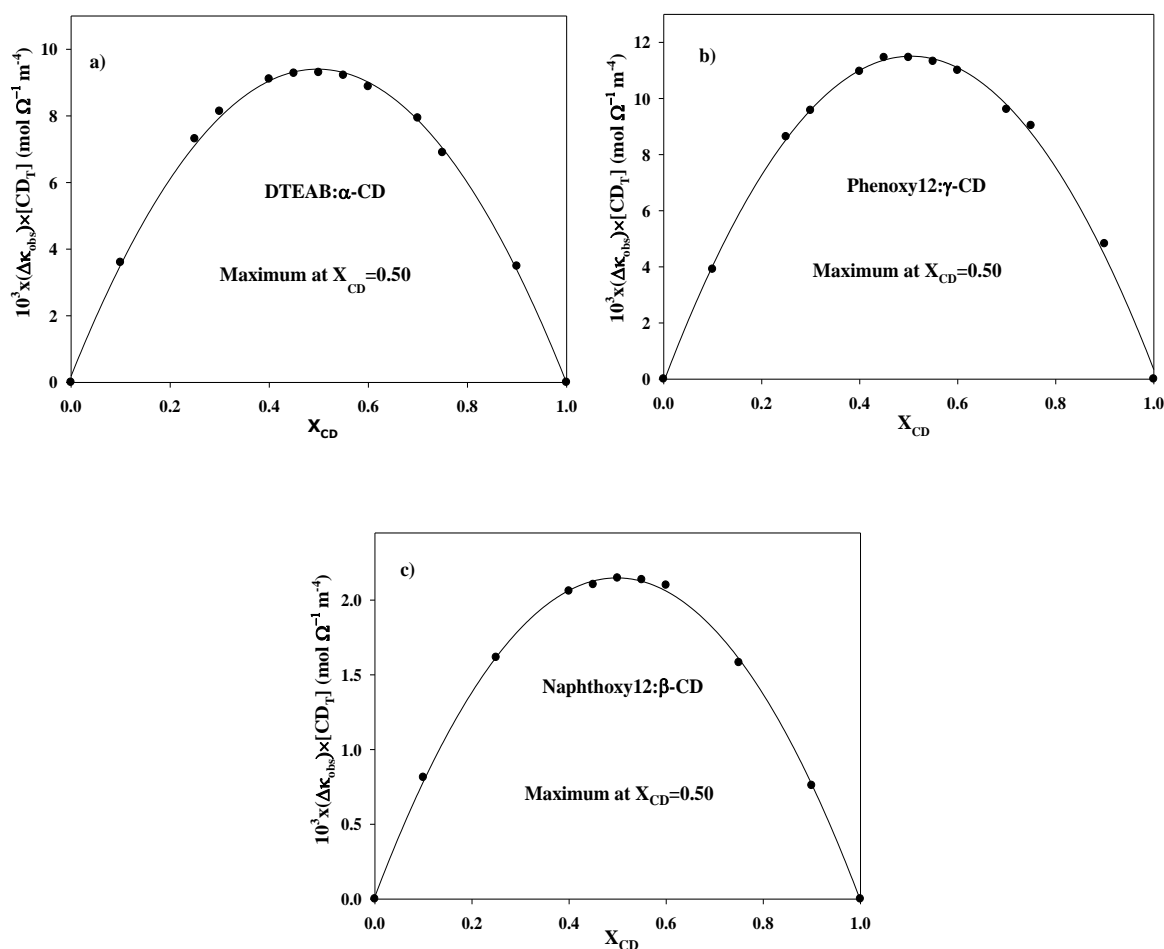 a)
10³x(Δκobs)×[CDT] (mol Ω⁻¹ m⁻⁴)
10
8
6
4
2
0
DTEAB:α-CD
Maximum at XCD=0.50
0.0 0.2 0.4 0.6 0.8 1.0
XCD
b)
10³x(Δκobs)×[CDT] (mol Ω⁻¹ m⁻⁴)
12
10
8
6
4
2
0
Phenoxy12:γ-CD
Maximum at XCD=0.50
0.0 0.2 0.4 0.6 0.8 1.0
XCD
c)
10³x(Δκobs)×[CDT] (mol Ω⁻¹ m⁻⁴)
2.0
1.5
1.0
0.5
0.0
Naphthoxy12:β-CD
Maximum at XCD=0.50
0.0 0.2 0.4 0.6 0.8 1.0
XCD